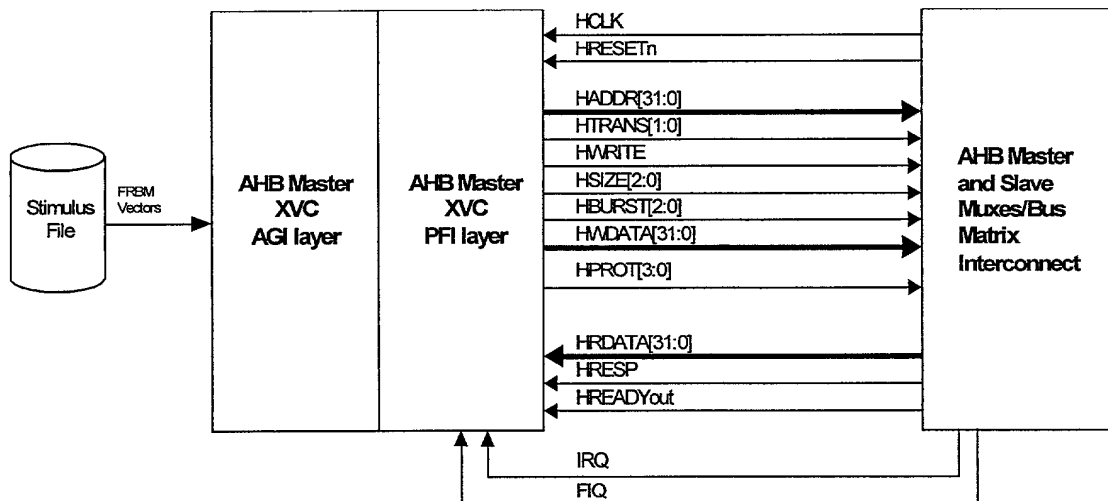 Stimulus
File
FRBM
Vectors
AHB Master
XVC
AGI layer
AHB Master
XVC
PFI layer
HCLK
HRESETn
HADDR[31:0]
HTRANS[1:0]
HWRITE
HSIZE[2:0]
HBURST[2:0]
HWDATA[31:0]
HPROT[3:0]
HRDATA[31:0]
HRESP
HREADYout
IRQ
FIQ
AHB Master
and Slave
Muxes/Bus
Matrix
Interconnect